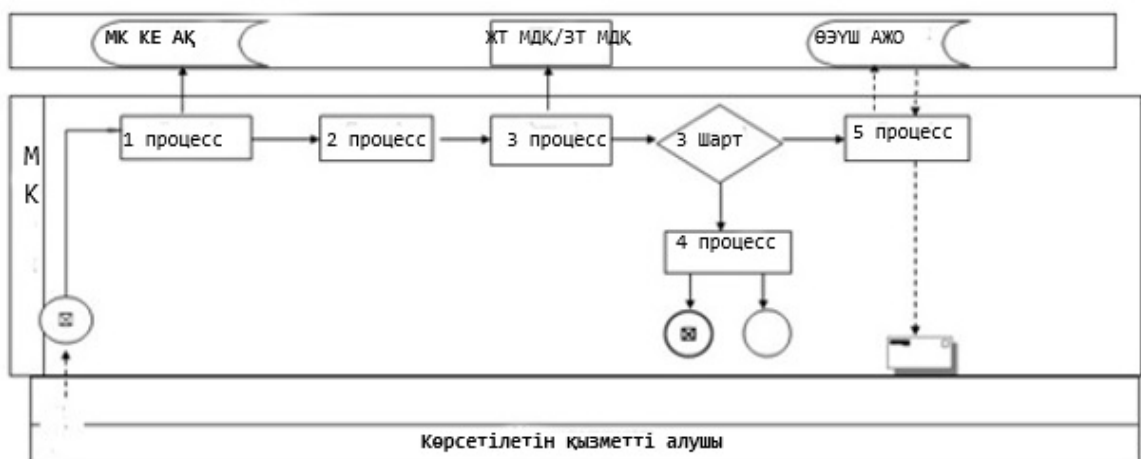 МК КЕ АҚ
ЖТ МДҚ/ЗТ МДҚ
ӨЭҮШ АЖО
М
К
1 процесс
2 процесс
3 процесс
3 Шарт
5 процесс
4 процесс
Көрсетілетін қызметті алушы